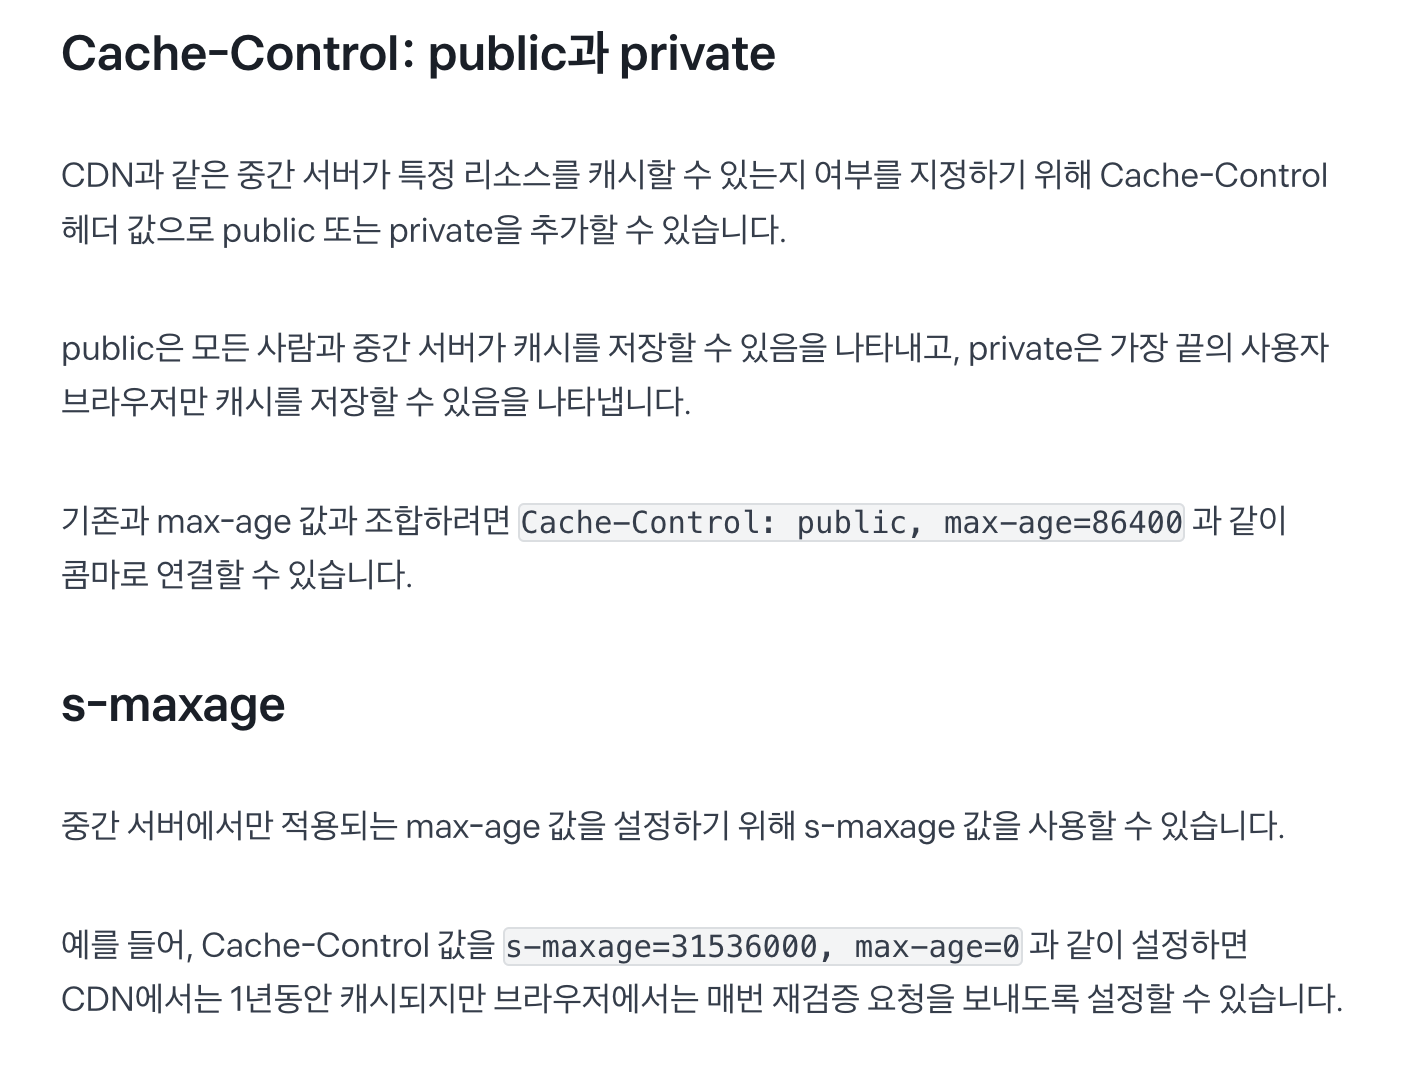 Cache-Control: public과 private
CDN과 같은 중간 서버가 특정 리소스를 캐시할 수 있는지 여부를 지정하기 위해 Cache-Control
헤더 값으로 public 또는 private을 추가할 수 있습니다.
public은 모든 사람과 중간 서버가 캐시를 저장할 수 있음을 나타내고, private은 가장 끝의 사용자
브라우저만 캐시를 저장할 수 있음을 나타냅니다.
기존과 max-age 값과 조합하려면 Cache-Control: public, max-age=86400 과 같이
콤마로 연결할 수 있습니다.
s-maxage
중간 서버에서만 적용되는 max-age 값을 설정하기 위해 s-maxage 값을 사용할 수 있습니다.
예를 들어, Cache-Control 값을 s-maxage=31536000, max-age=0 과 같이 설정하면
CDN에서는 1년동안 캐시되지만 브라우저에서는 매번 재검증 요청을 보내도록 설정할 수 있습니다.